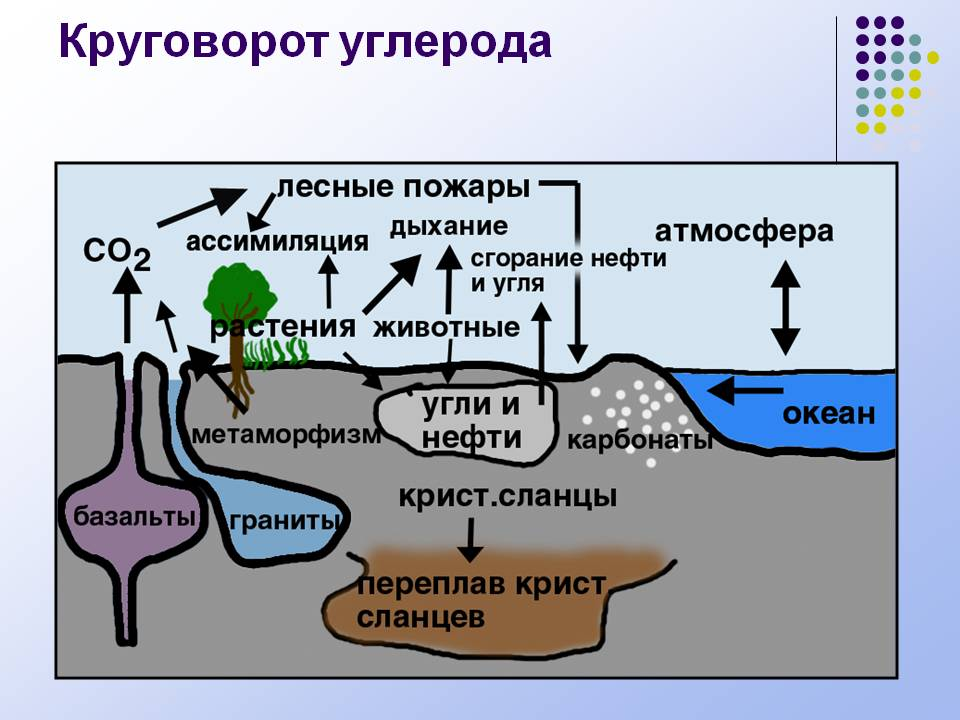 Круговорот углерода
лесные пожары
CO2
ассимиляция
дыхание
атмосфера
сгорание нефти
и угля
растения
животные
угли и
нефти
океан
метаморфизм
карбонаты
базальты
граниты
крист.сланцы
переплав крист.
сланцев